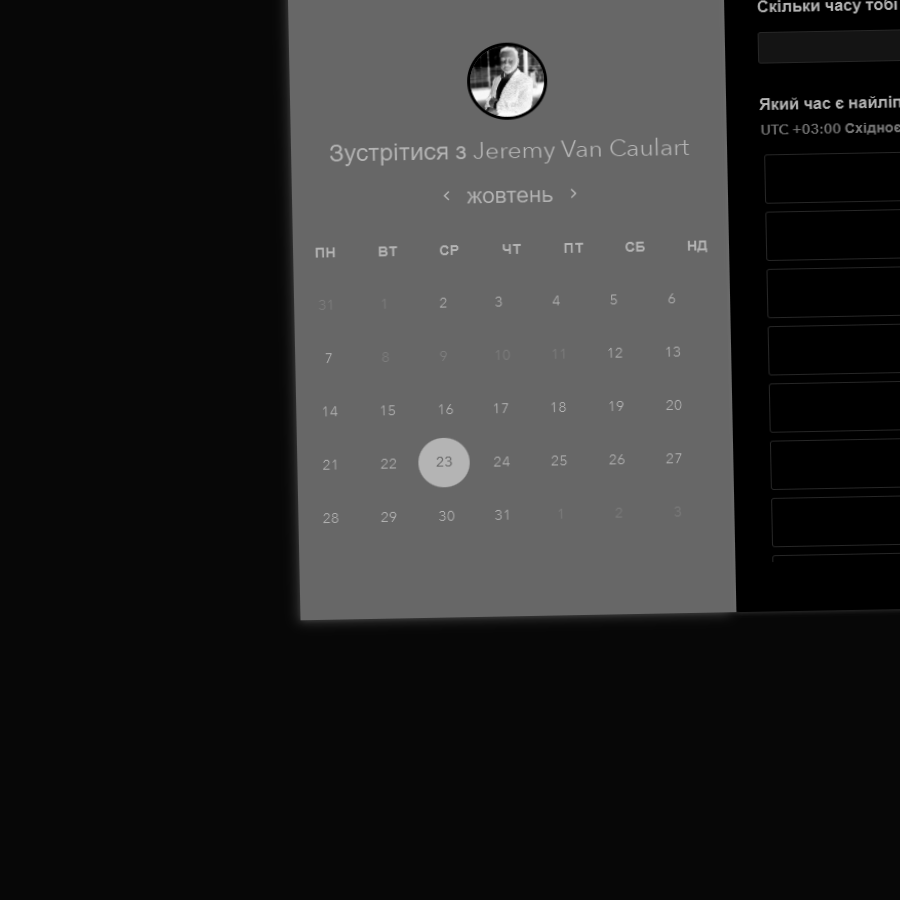 Скільки часу тобі
Зустрітися з Jeremy Van Caulart
жовтень
ПН ВТ СР ЧТ ПТ СБ НД
31 1 2 3 4 5 6
7 8 9 10 11 12 13
14 15 16 17 18 19 20
21 22 23 24 25 26 27
28 29 30 31 1 2 3
Який час є
UTC +03:00